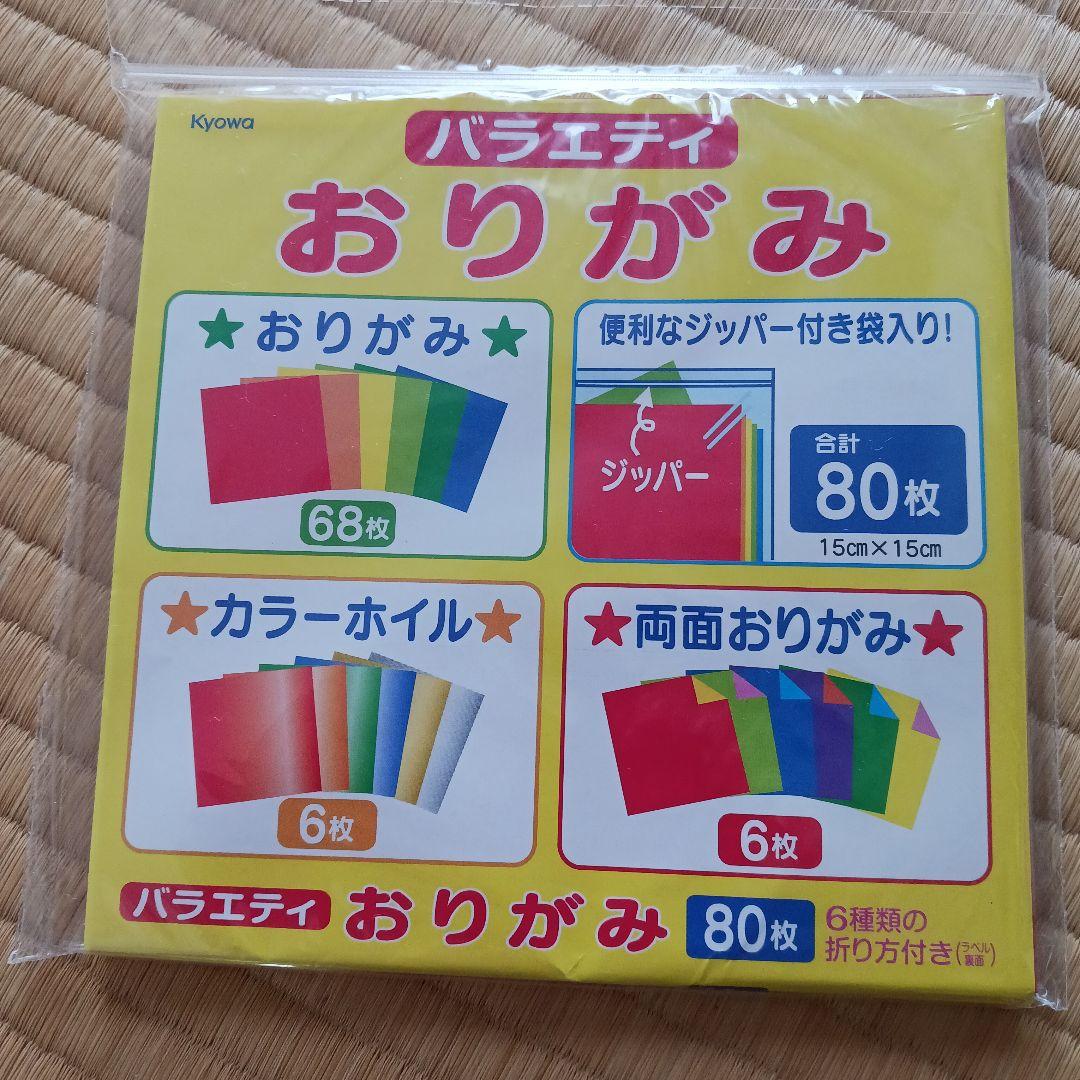 Kyowa
バラエティ
おりがみ
★おりがみ★
68枚
便利なジッパー付き袋入り!
ジッパー
合計
80枚
15cm×15cm
★カラーホイル★
6枚
★両面おりがみ★
6枚
バラエティ おりがみ 80枚
6種類の
折り方付き(ラベル裏面)